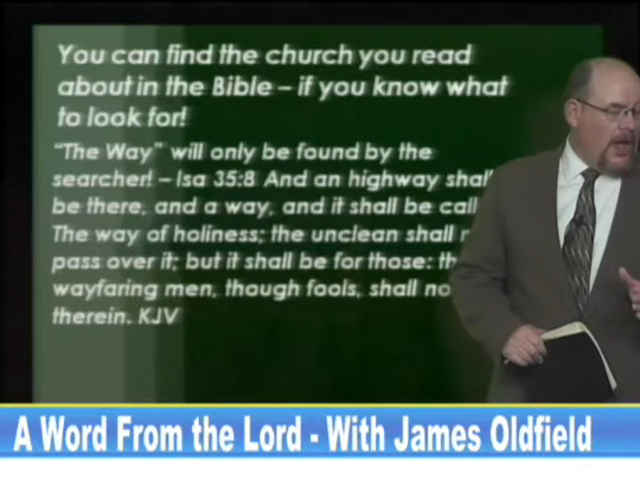 You can find the church you read
about in the Bible – if you know what
to look for!
"The Way" will only be found by the
searcher! – Isa 35:8 And an highway shal
be there, and a way, and it shall be call
The way of holiness; the unclean shall
pass over it; but it shall be for those: th
wayfaring men, though fools, shall no
therein. KJV
A Word From the Lord - With James Oldfield